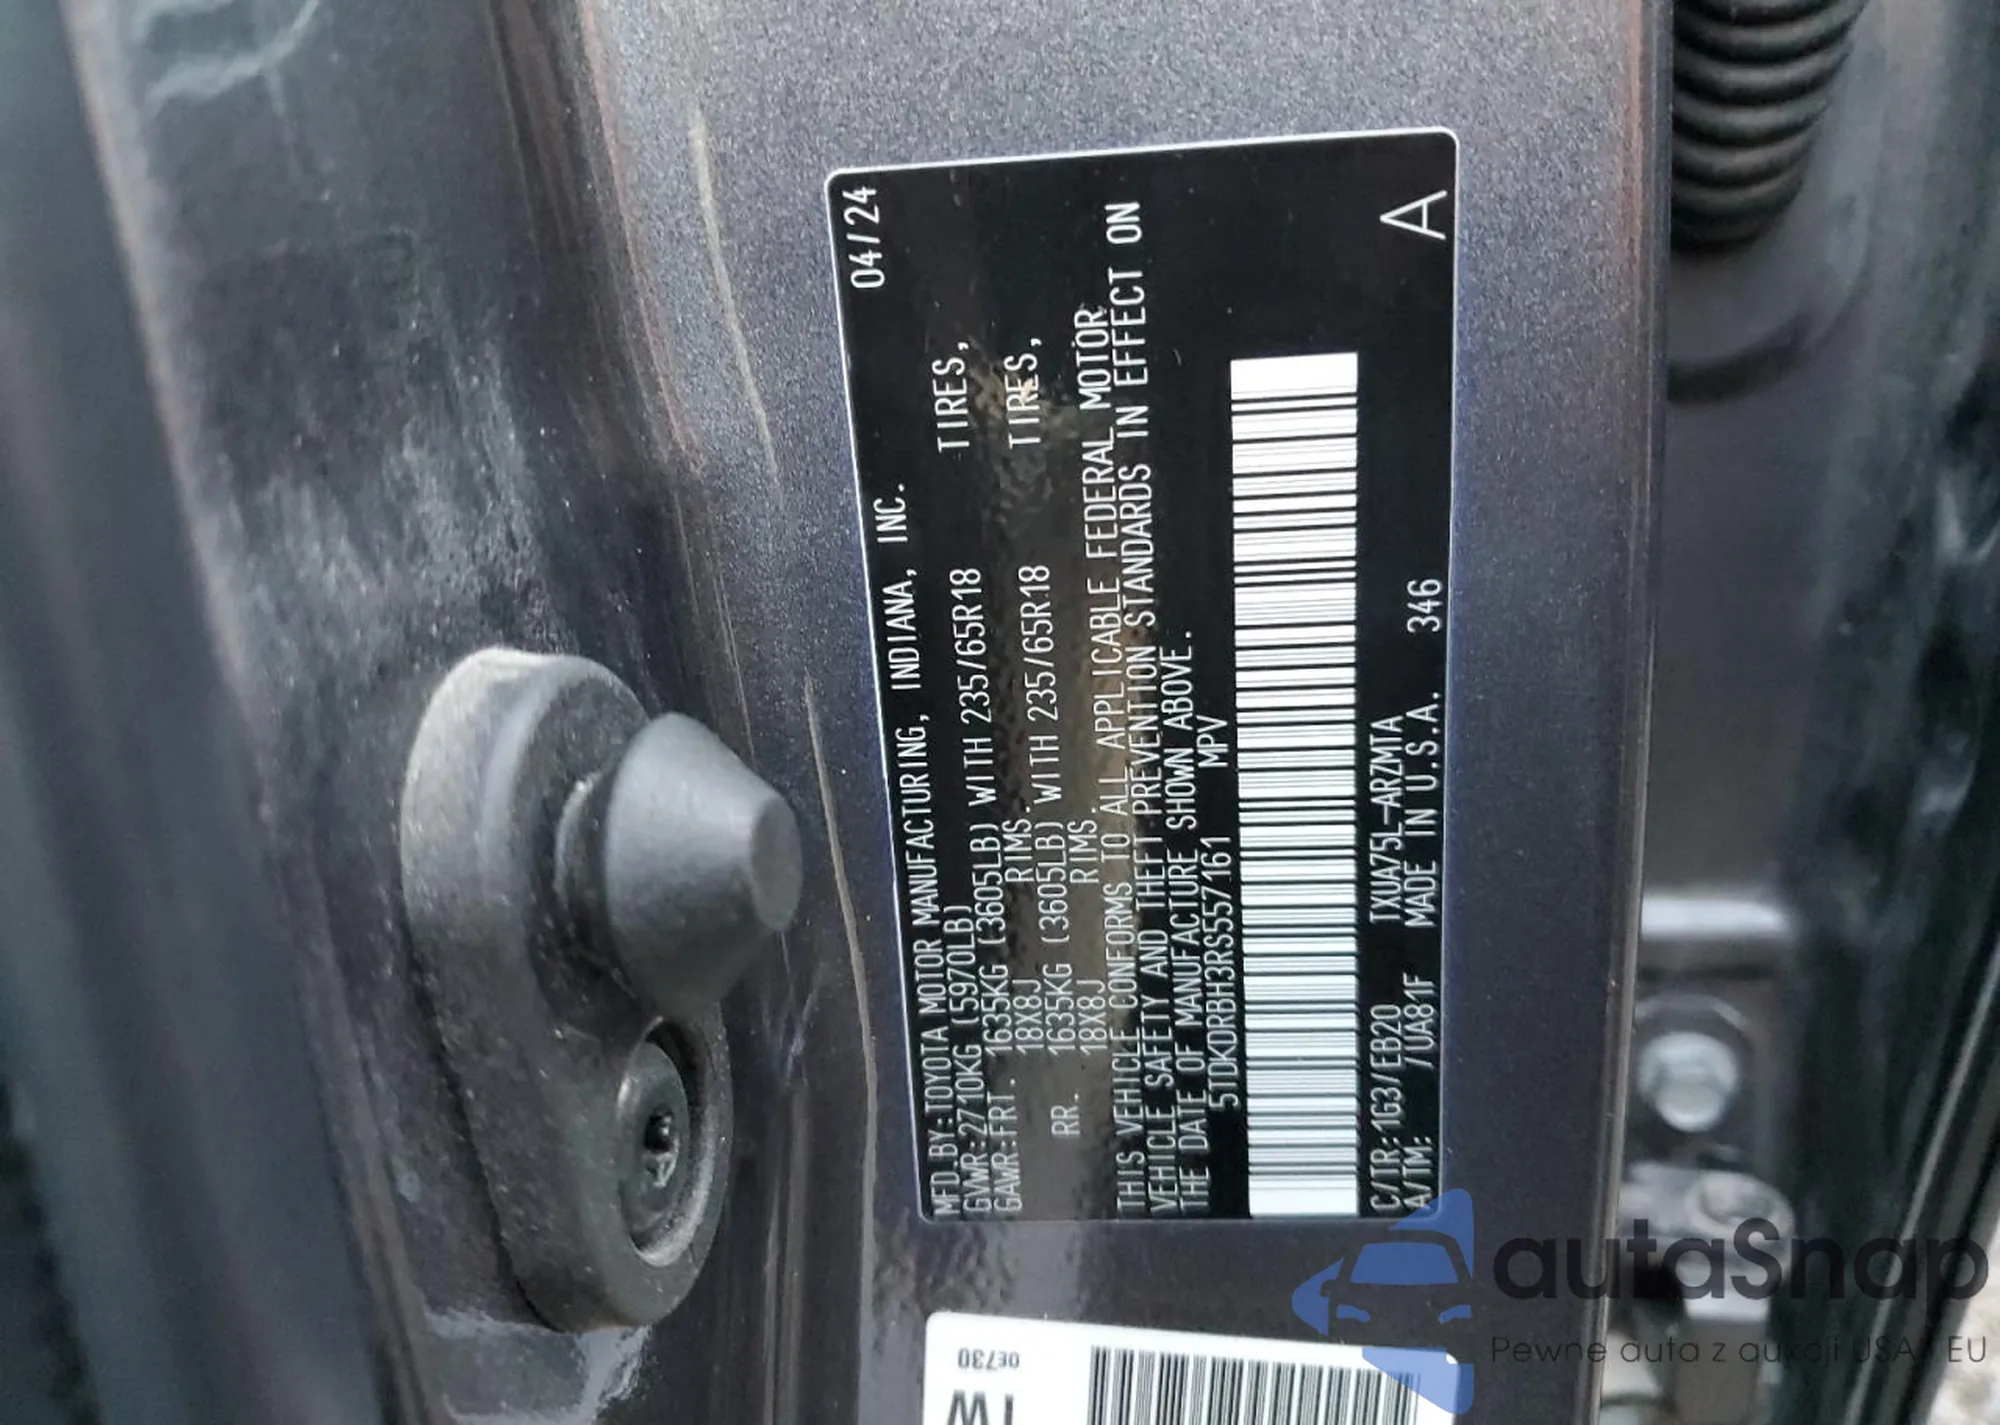 04/24
MFD.BY:TOYOTA MOTOR MANUFACTURING, INDIANA, INC.
GVWR:2710KG (5970LB)
GAWR:FRT. 1635KG (3605LB) WITH 235/65R18 TIRES,
18X8J RIMS.
RR. 1635KG (3605LB) WITH 235/65R18 TIRES,
18X8J RIMS.
THIS VEHICLE CONFORMS TO ALL APPLICABLE FEDERAL MOTOR
VEHICLE SAFETY AND THEFT PREVENTION STANDARDS IN EFFECT ON
THE DATE OF MANUFACTURE SHOWN ABOVE.
5TDKDRBH3RS557161 MPV
C/TR:1G3/EB20 TXUA75L-ARZMTA
A/TM: /UA81F MADE IN U.S.A. 346
A
0E730
autaSnap
Pewne auta z aukcji USA EU